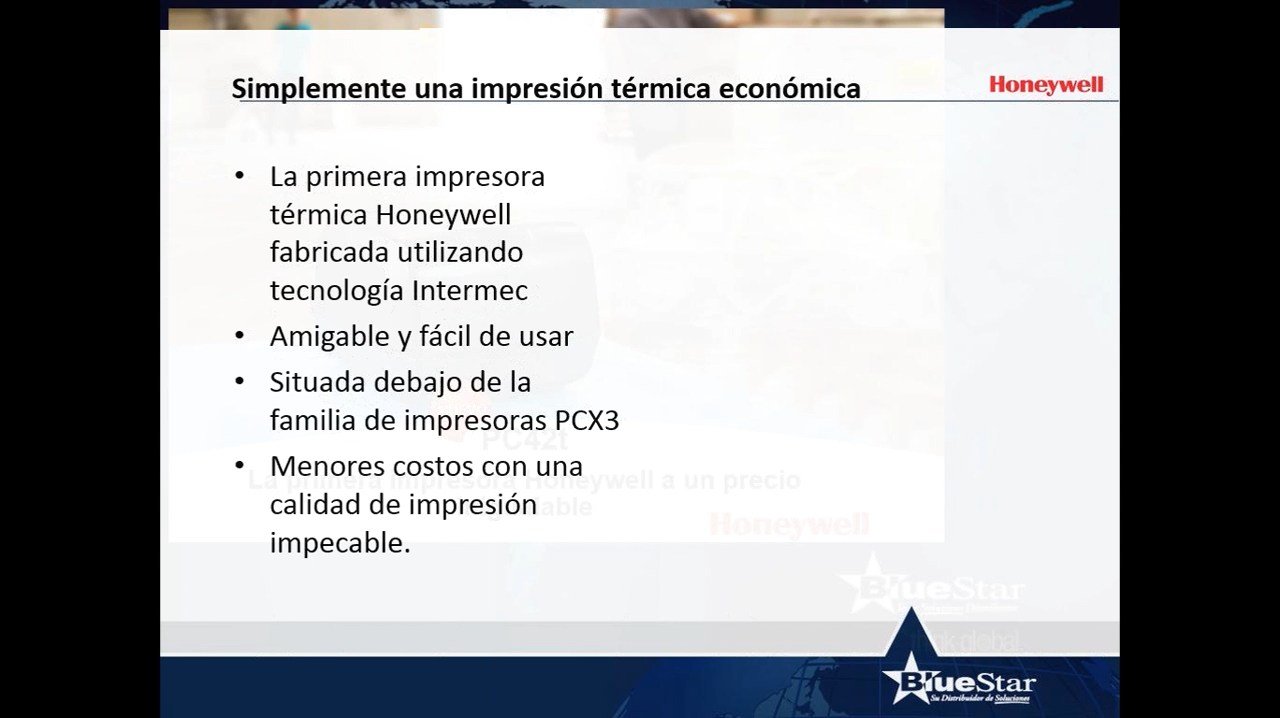 Simplemente una impresión térmica económica
Honeywell
• La primera impresora
térmica Honeywell
fabricada utilizando
tecnología Intermec
• Amigable y fácil de usar
• Situada debajo de la
familia de impresoras PCX3
PC42t
• Menores costos con una
La primera impresora Honeywell a un precio
calidad de impresión
Honeywell
impecable.
BlueStar
think global
BlueStar
Su Distribuidor de Soluciones